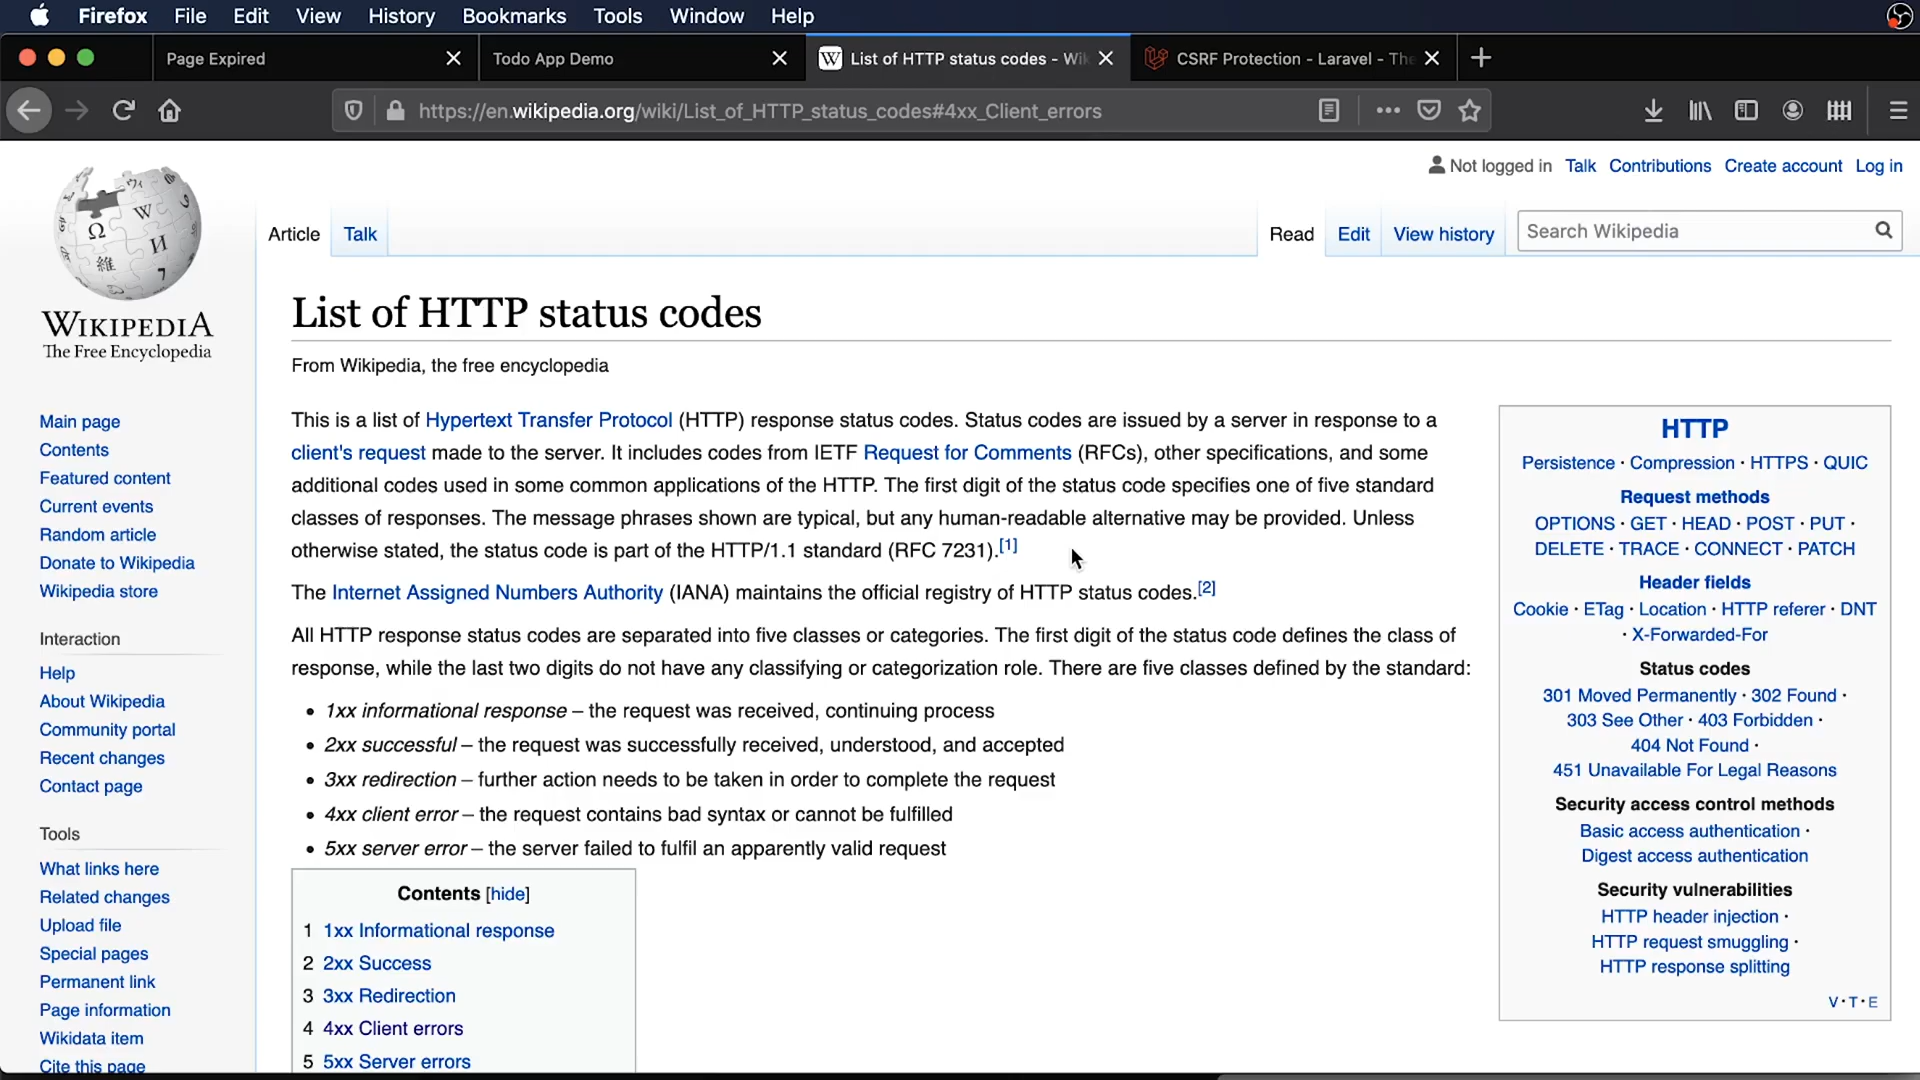 Firefox File Edit View History Bookmarks Tools Window Help
Page Expired
Todo App Demo
W List of HTTP status codes - Wik
CSRF Protection - Laravel - The
https://en.wikipedia.org/wiki/List_of_HTTP_status_codes#4xx_Client_errors
Not logged in Talk Contributions Create account Log in
Article Talk
Read Edit View history
Search Wikipedia
WIKIPEDIA
The Free Encyclopedia
Main page
Contents
Featured content
Current events
Random article
Donate to Wikipedia
Wikipedia store
Interaction
Help
About Wikipedia
Community portal
Recent changes
Contact page
Tools
What links here
Related changes
Upload file
Special pages
Permanent link
Page information
Wikidata item
Cite this page
List of HTTP status codes
From Wikipedia, the free encyclopedia
This is a list of Hypertext Transfer Protocol (HTTP) response status codes. Status codes are issued by a server in response to a
client's request made to the server. It includes codes from IETF Request for Comments (RFCs), other specifications, and some
additional codes used in some common applications of the HTTP. The first digit of the status code specifies one of five standard
classes of responses. The message phrases shown are typical, but any human-readable alternative may be provided. Unless
otherwise stated, the status code is part of the HTTP/1.1 standard (RFC 7231).[1]
The Internet Assigned Numbers Authority (IANA) maintains the official registry of HTTP status codes.[2]
All HTTP response status codes are separated into five classes or categories. The first digit of the status code defines the class of
response, while the last two digits do not have any classifying or categorization role. There are five classes defined by the standard:
• 1xx informational response – the request was received, continuing process
• 2xx successful – the request was successfully received, understood, and accepted
• 3xx redirection – further action needs to be taken in order to complete the request
• 4xx client error – the request contains bad syntax or cannot be fulfilled
• 5xx server error – the server failed to fulfil an apparently valid request
Contents [hide]
1 1xx Informational response
2 2xx Success
3 3xx Redirection
4 4xx Client errors
5 5xx Server errors
HTTP
Persistence · Compression · HTTPS · QUIC
Request methods
OPTIONS · GET · HEAD · POST · PUT ·
DELETE · TRACE · CONNECT · PATCH
Header fields
Cookie · ETag · Location · HTTP referer · DNT
· X-Forwarded-For
Status codes
301 Moved Permanently · 302 Found ·
303 See Other · 403 Forbidden ·
404 Not Found ·
451 Unavailable For Legal Reasons
Security access control methods
Basic access authentication ·
Digest access authentication
Security vulnerabilities
HTTP header injection ·
HTTP request smuggling ·
HTTP response splitting
V · T · E